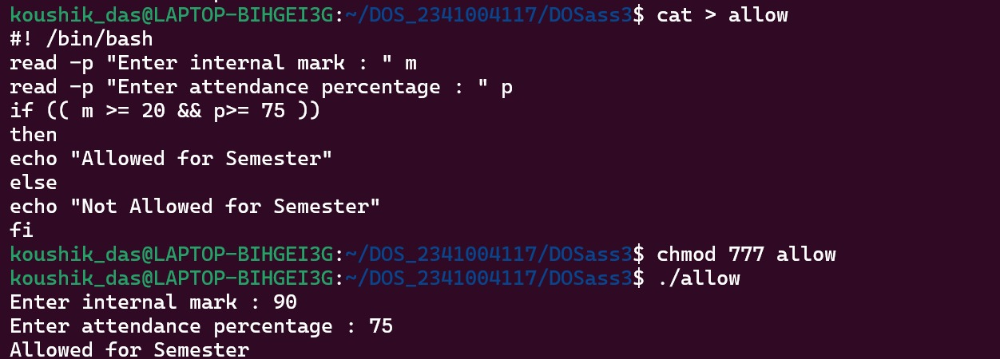 koushik_das@LAPTOP-BIHGEI3G:~/DOS_2341004117/DOSass3$ cat > allow
#! /bin/bash
read -p "Enter internal mark : " m
read -p "Enter attendance percentage : " p
if (( m >= 20 && p>= 75 ))
then
echo "Allowed for Semester"
else
echo "Not Allowed for Semester"
fi
koushik_das@LAPTOP-BIHGEI3G:~/DOS_2341004117/DOSass3$ chmod 777 allow
koushik_das@LAPTOP-BIHGEI3G:~/DOS_2341004117/DOSass3$ ./allow
Enter internal mark : 90
Enter attendance percentage : 75
Allowed for Semester